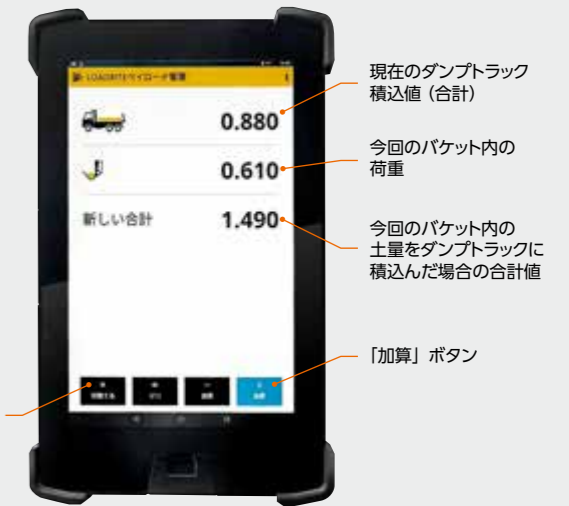 LOADRITEペイロード管理
0.880
0.610
新しい合計
1.490
加算
現在のダンプトラック
積込値（合計）
今回のバケット内の
荷重
今回のバケット内の
土量をダンプトラックに
積込んだ場合の合計値
「加算」ボタン